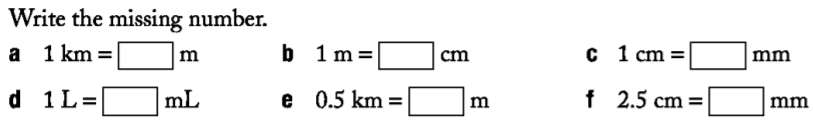 Write the missing number.
a 1 km = m b 1 m = cm c 1 cm = mm
d 1 L = mL e 0.5 km = m f 2.5 cm = mm